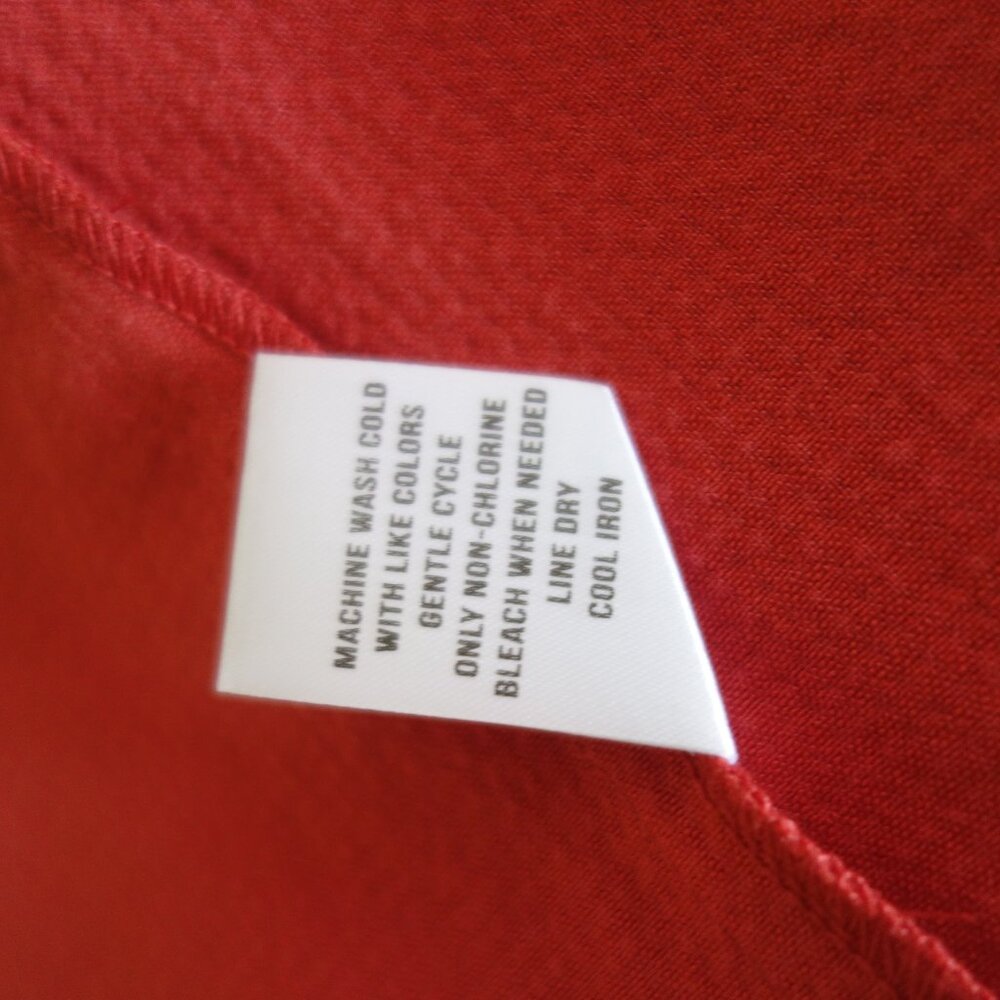 MACHINE WASH COLD
WITH LIKE COLORS
GENTLE CYCLE
ONLY NON-CHLORINE
BLEACH WHEN NEEDED
LINE DRY
COOL IRON